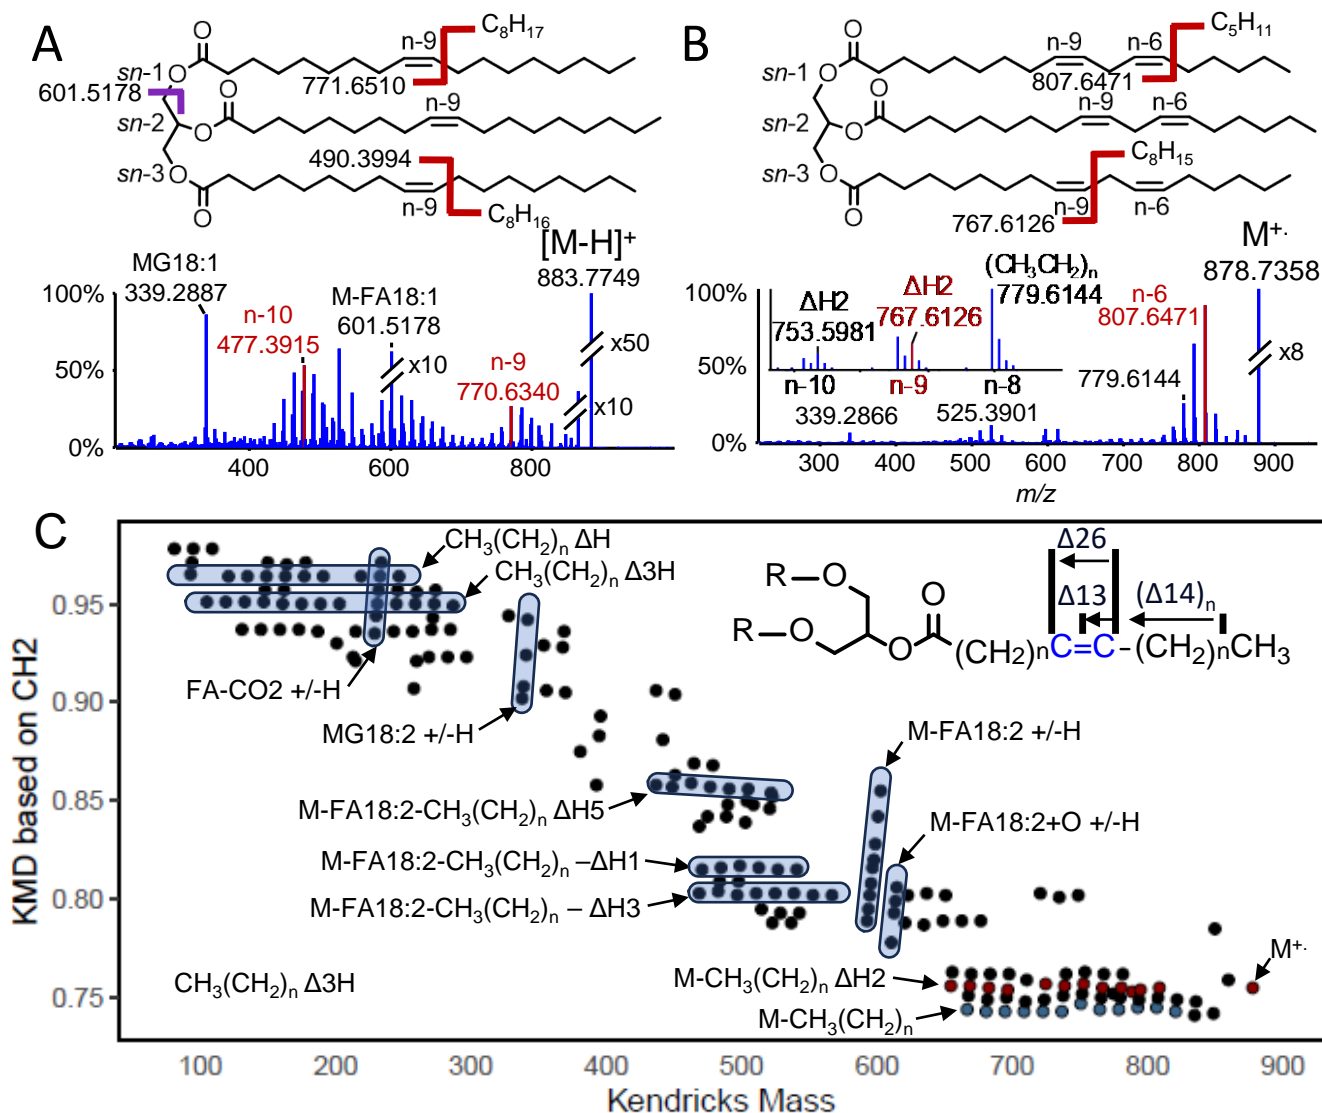 A
C8H17
n-9
sn-1
771.6510
601.5178
n-9
sn-2
490.3994
sn-3
n-9
C8H16
[M-H]+
883.7749
MG18:1
339.2887
M-FA18:1
601.5178
100%
n-10
477.3915
n-9
770.6340
x10
x50
x10
50%
0%
400
600
800
B
C5H11
n-9
n-6
sn-1
807.6471
n-9
n-6
sn-2
C8H15
sn-3
n-9
n-6
767.6126
M+.
878.7358
(CH3CH2)n
779.6144
ΔH2
753.5981
ΔH2
767.6126
n-6
807.6471
100%
x8
50%
779.6144
n-10
n-9
n-8
339.2866
525.3901
0%
300
400
500
600
700
800
900
m/z
C
CH3(CH2)n ΔH
CH3(CH2)n Δ3H
Δ26
Δ13
(Δ14)n
R
O
O
R
O
O
(CH2)nC=C-(CH2)nCH3
FA-CO2 +/-H
MG18:2 +/-H
M-FA18:2 +/-H
M-FA18:2-CH3(CH2)n ΔH5
M-FA18:2+O +/-H
M-FA18:2-CH3(CH2)n –ΔH1
M-FA18:2-CH3(CH2)n – ΔH3
CH3(CH2)n Δ3H
M-CH3(CH2)n ΔH2
M-CH3(CH2)n
M+.
KMD based on CH2
0.95
0.90
0.85
0.80
0.75
100
200
300
400
500
600
700
800
900
Kendricks Mass